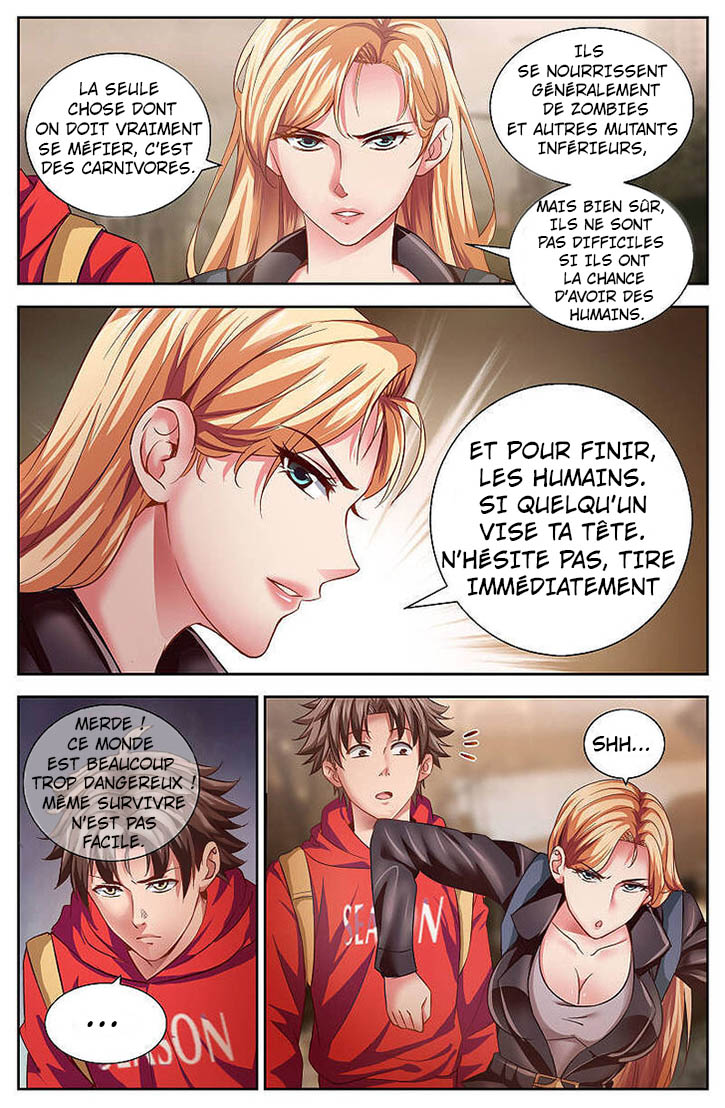 LA SEULE
CHOSE DONT
ON DOIT VRAIMENT
SE MÉFIER, C'EST
DES CARNIVORES.
ILS
SE NOURRISSENT
GÉNÉRALEMENT
DE ZOMBIES
ET AUTRES MUTANTS
INFÉRIEURS,
MAIS BIEN SÛR,
ILS NE SONT
PAS DIFFICILES
SI ILS ONT
LA CHANCE
D'AVOIR DES
HUMAINS.
ET POUR FINIR,
LES HUMAINS.
SI QUELQU'UN
VISE TA TÊTE.
N'HÉSITE PAS, TIRE
IMMÉDIATEMENT
MERDE !
CE MONDE
EST BEAUCOUP
TROP DANGEREUX !
MÊME SURVIVRE
N'EST PAS
FACILE.
...
SEASON
SHH...
SEASON